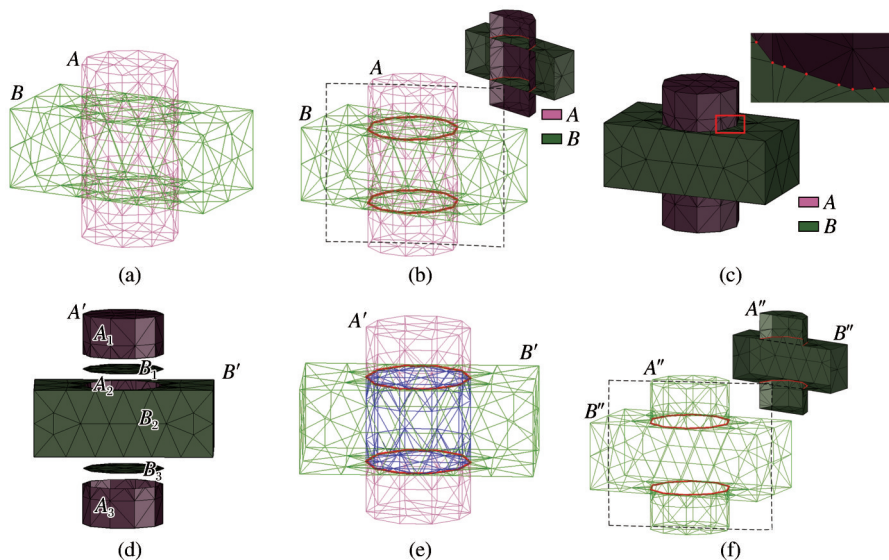 A
B
(a)
A
B
A
B
(b)
A
B
(c)
A′
A₁
B₁
A₂
B′
B₂
B₃
A₃
(d)
A′
B′
(e)
A″
B″
A″
B″
(f)